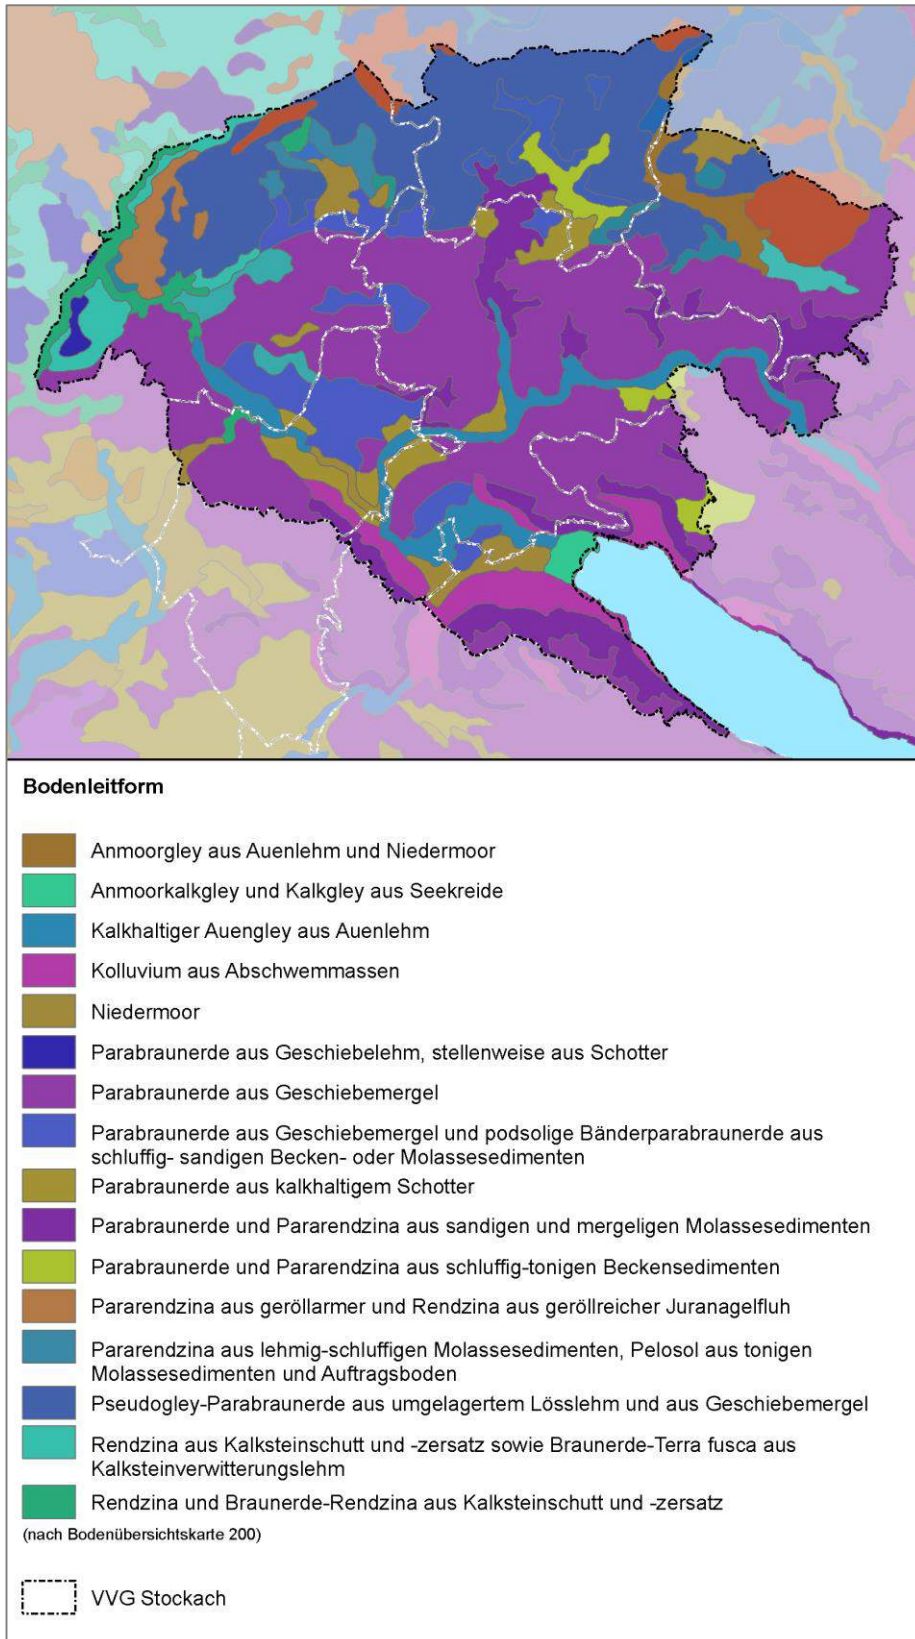 Bodenleitform
Anmoorgley aus Auenlehm und Niedermoor
Anmoorkalkgley und Kalkgley aus Seekreide
Kalkhaltiger Auengley aus Auenlehm
Kolluvium aus Abschwemmassen
Niedermoor
Parabraunerde aus Geschiebelehm, stellenweise aus Schotter
Parabraunerde aus Geschiebemergel
Parabraunerde aus Geschiebemergel und podsolige Bänderparabraunerde aus
schluffig- sandigen Becken- oder Molassesedimenten
Parabraunerde aus kalkhaltigem Schotter
Parabraunerde und Pararendzina aus sandigen und mergeligen Molassesedimenten
Parabraunerde und Pararendzina aus schluffig-tonigen Beckensedimenten
Pararendzina aus geröllarmer und Rendzina aus geröllreicher Juranagelfluh
Pararendzina aus lehmig-schluffigen Molassesedimenten, Pelosol aus tonigen
Molassesedimenten und Auftragsboden
Pseudogley-Parabraunerde aus umgelagertem Lösslehm und aus Geschiebemergel
Rendzina aus Kalksteinschutt und -zersatz sowie Braunerde-Terra fusca aus
Kalksteinverwitterungslehm
Rendzina und Braunerde-Rendzina aus Kalksteinschutt und -zersatz
(nach Bodenübersichtskarte 200)
VVG Stockach